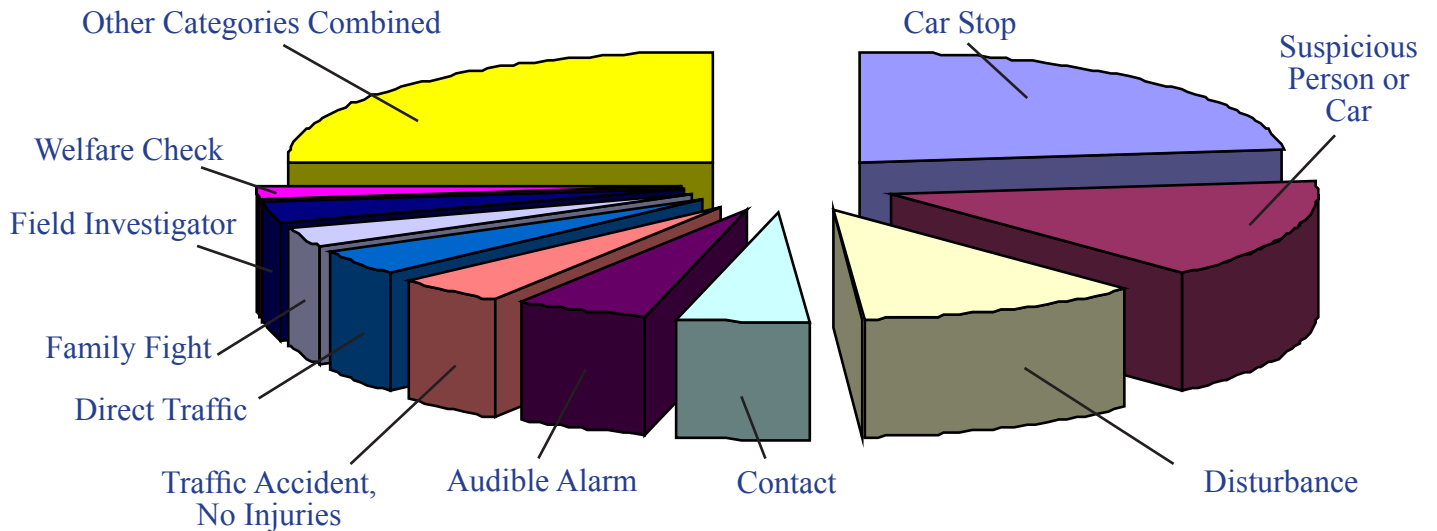 Other Categories Combined
Car Stop
Suspicious
Person or
Car
Welfare Check
Field Investigator
Family Fight
Direct Traffic
Traffic Accident,
No Injuries
Audible Alarm
Contact
Disturbance